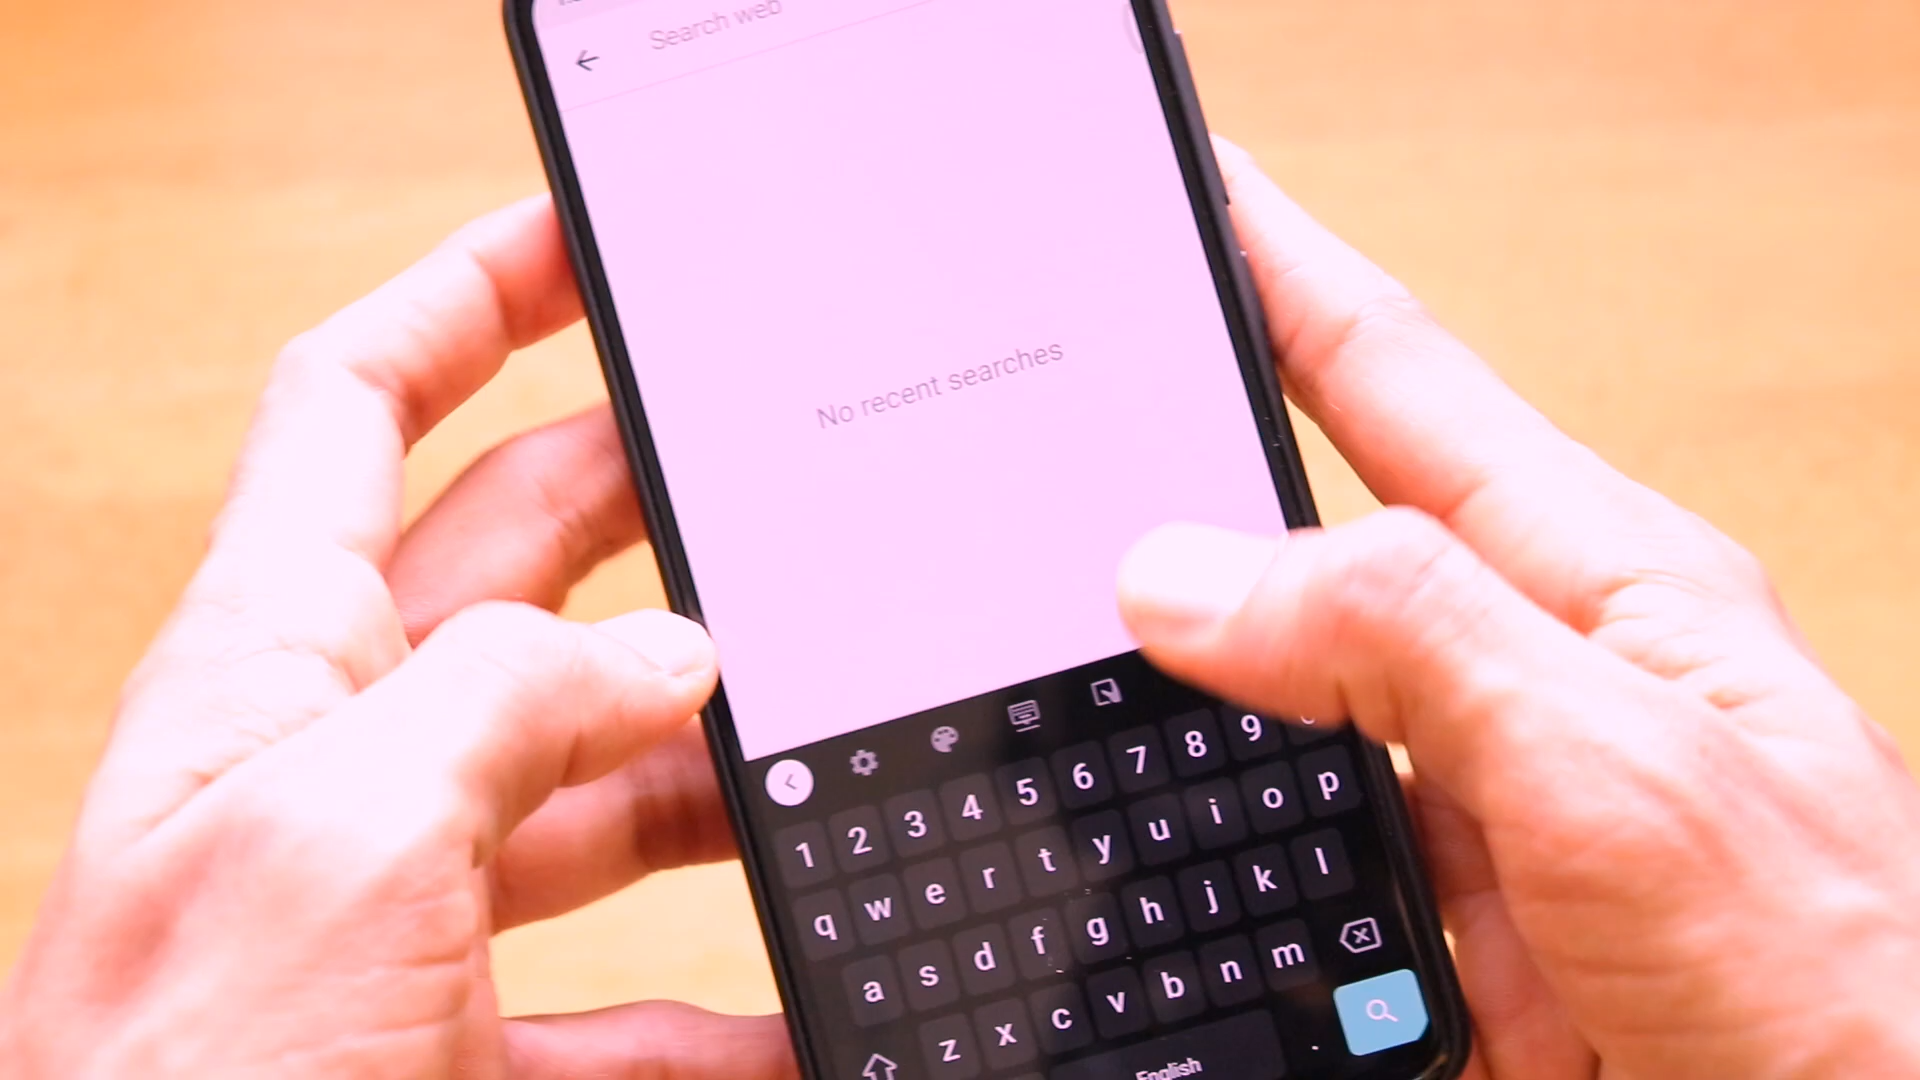 Search web
No recent searches
1 2 3 4 5 6 7 8 9
q w e r t y u i o p
a s d f g h j k l
z x c v b n m
English .